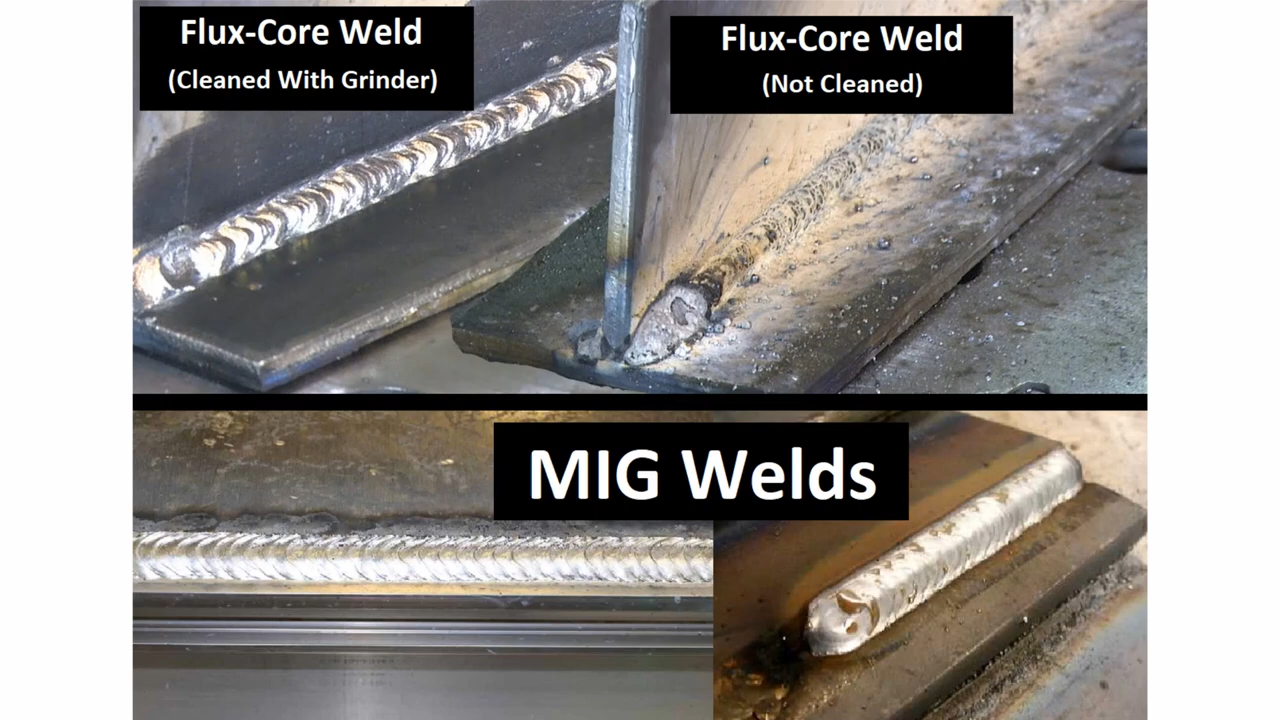 Flux-Core Weld
(Cleaned With Grinder)
Flux-Core Weld
(Not Cleaned)
MIG Welds